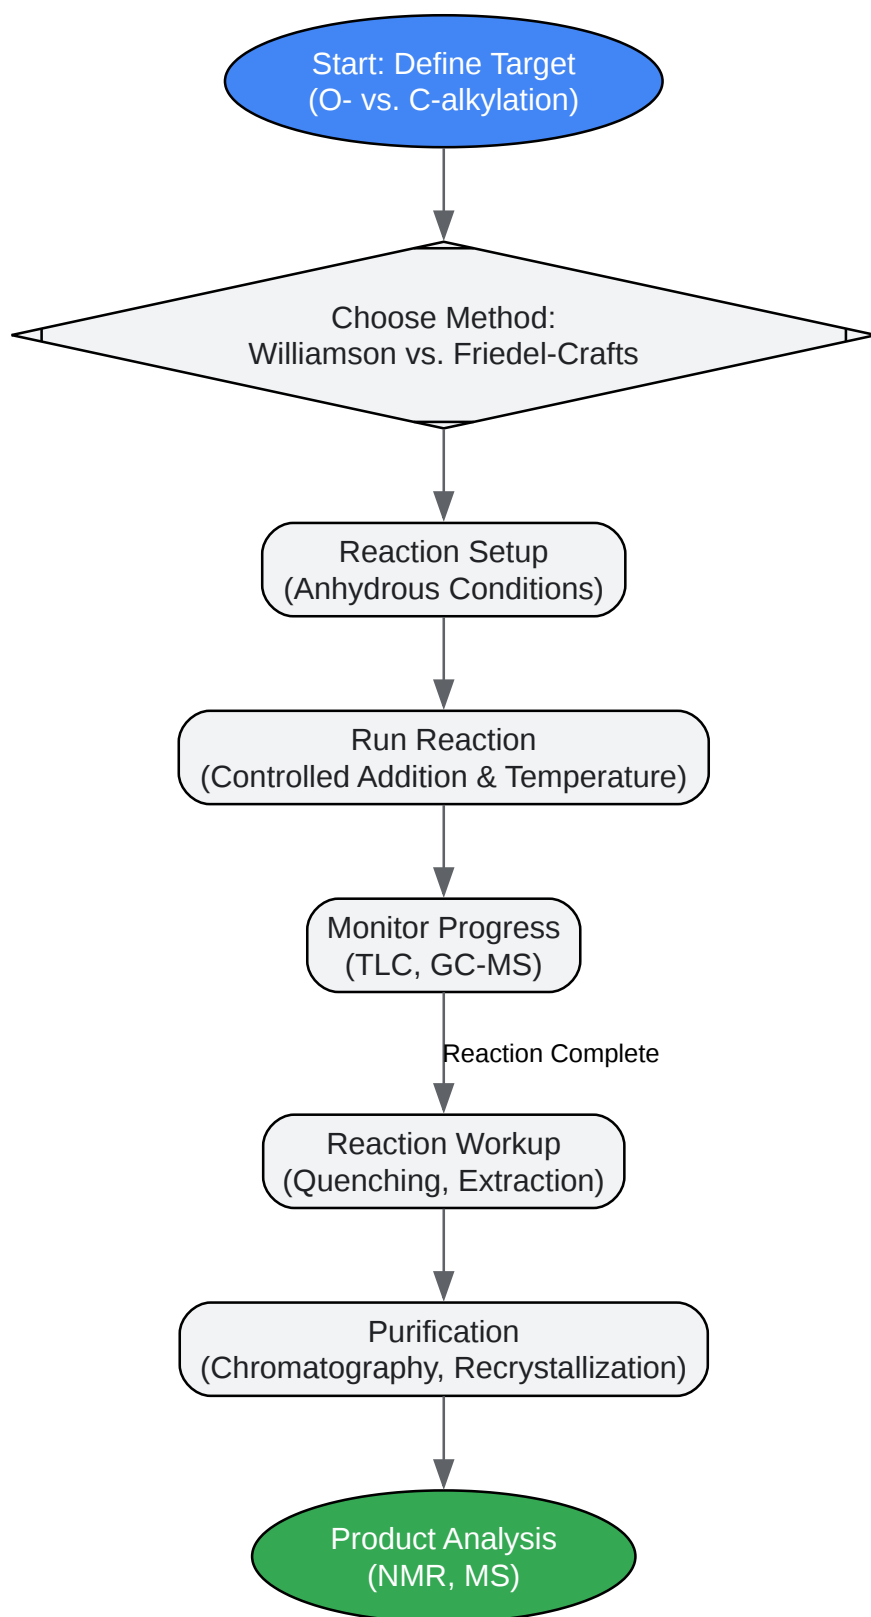 Start: Define Target
(O- vs. C-alkylation)
Choose Method:
Williamson vs. Friedel-Crafts
Reaction Setup
(Anhydrous Conditions)
Run Reaction
(Controlled Addition & Temperature)
Monitor Progress
(TLC, GC-MS)
Reaction Complete
Reaction Workup
(Quenching, Extraction)
Purification
(Chromatography, Recrystallization)
Product Analysis
(NMR, MS)